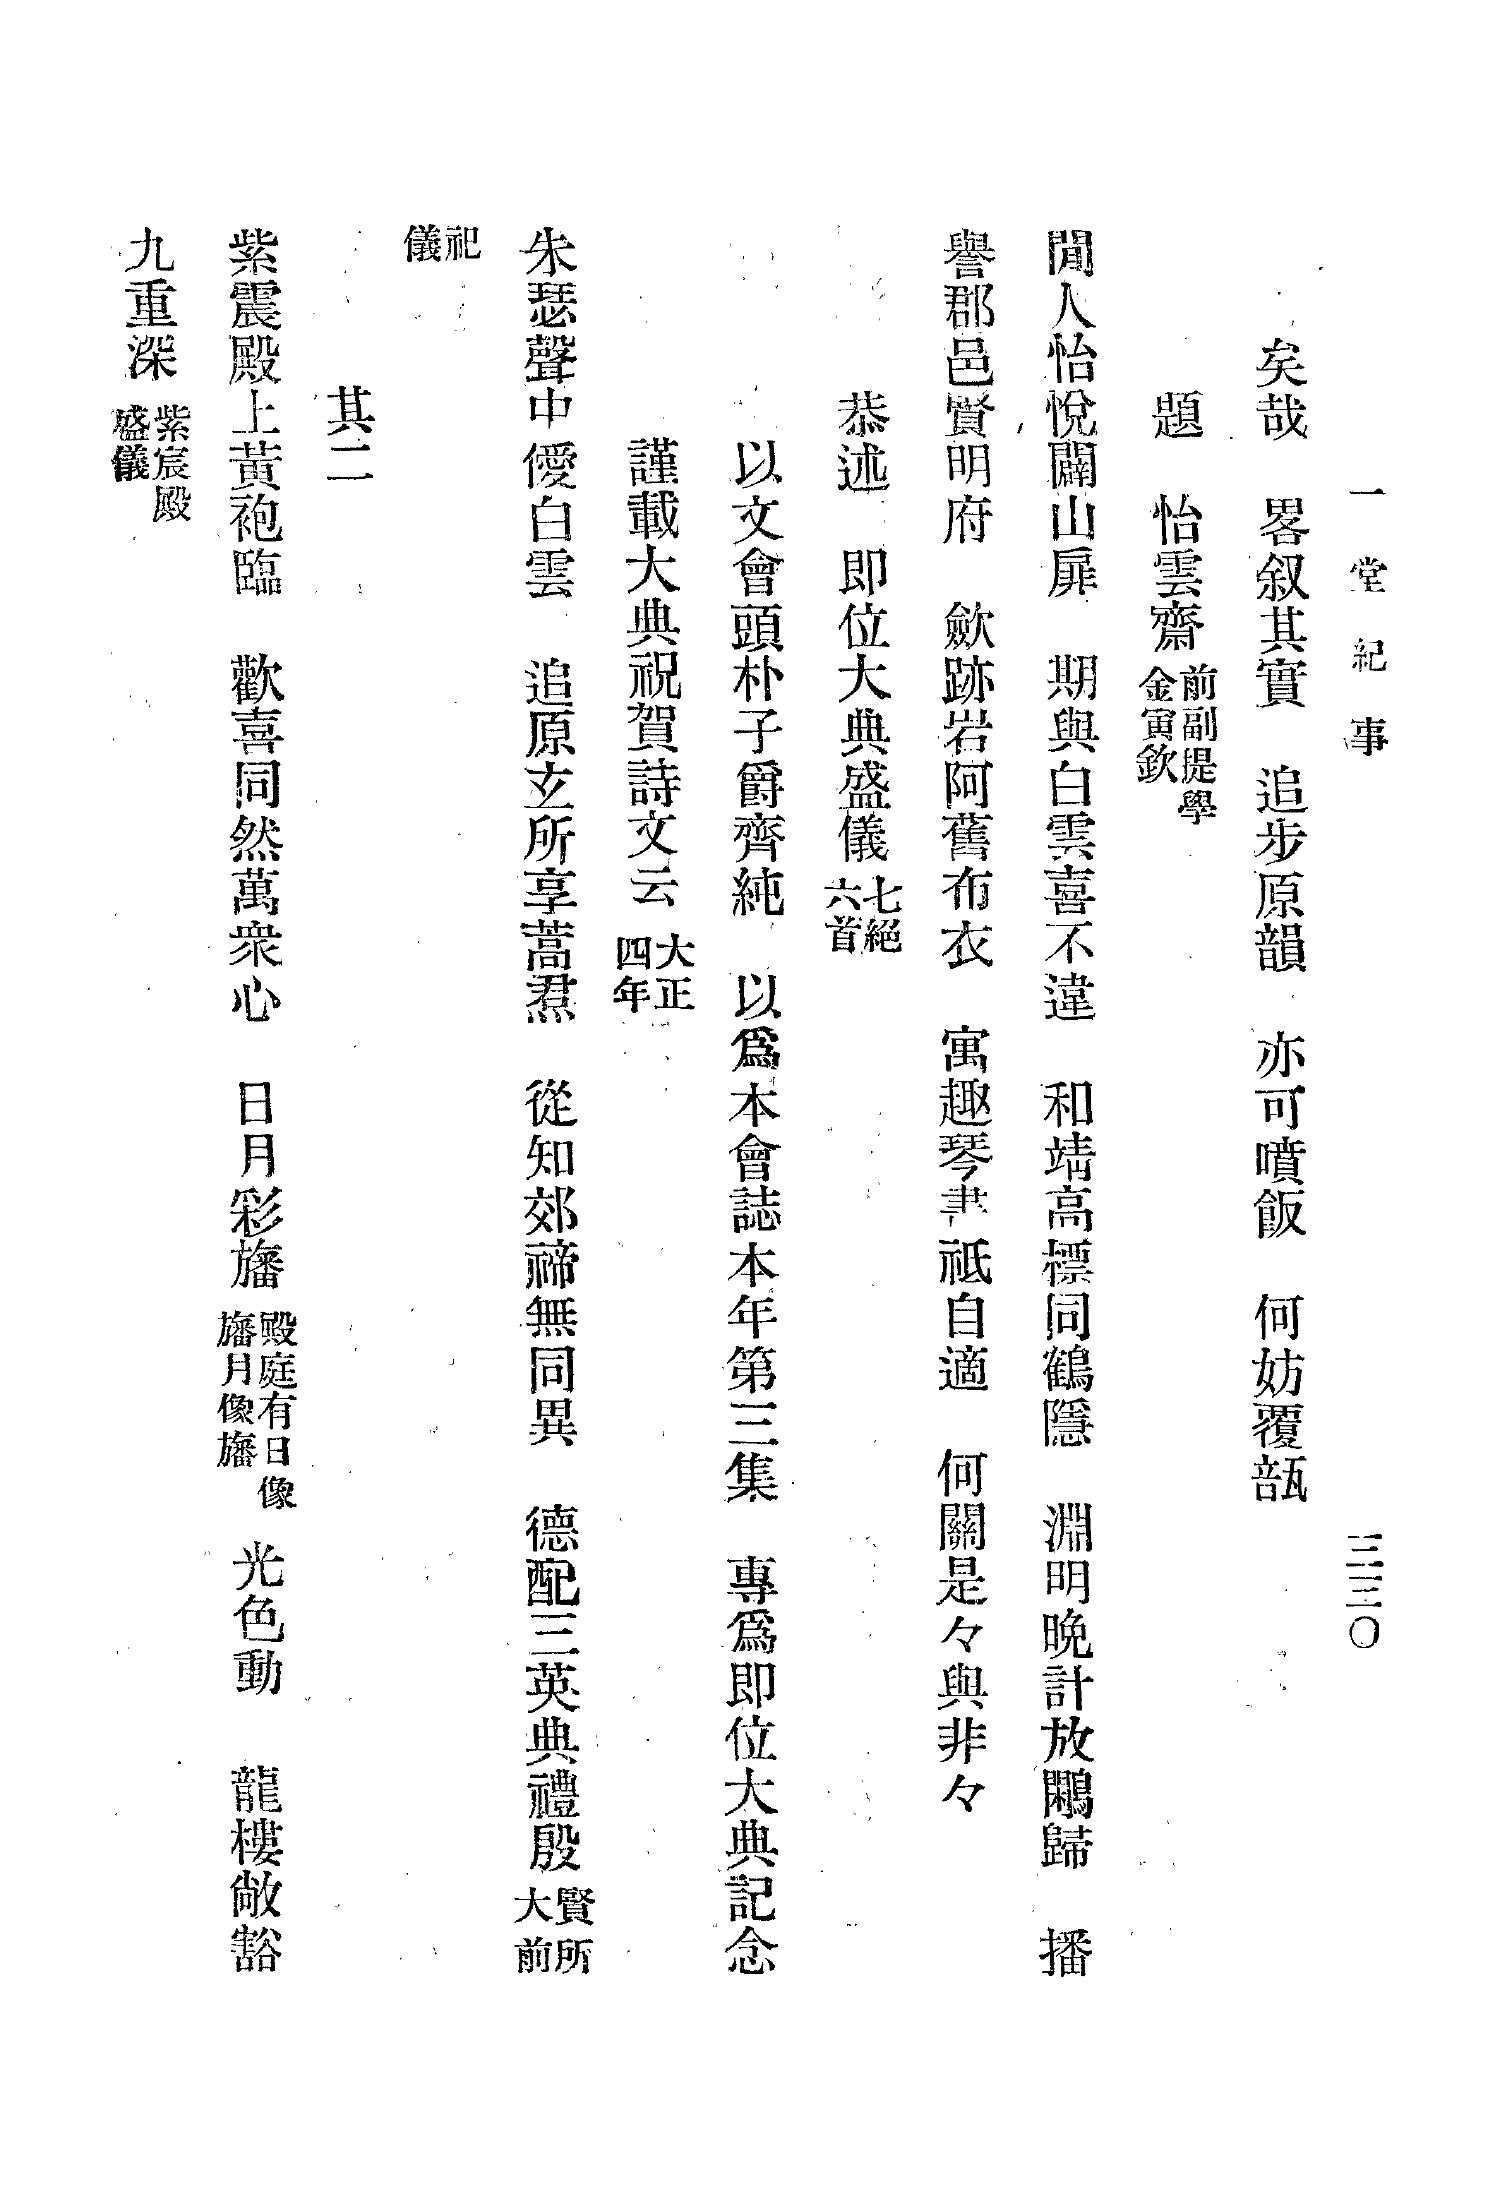 一堂紀事 三三〇
矣哉　畧叙其實　追步原韻　亦可噴飯　何妨覆瓿
題　怡雲齋 前副提學金寅欽
閒人怡悅闢山扉　期與白雲喜不違　和靖高標同鶴隱　淵明晚計放鷳歸　播
譽郡邑賢明府　斂跡岩阿舊布衣　寓趣琴書祗自適　何關是々與非々
恭述　即位大典盛儀 七絕六首
以文會頭朴子爵齊純　以爲本會誌本年第三集　專爲即位大典記念
謹載大典祝賀詩文云 大正四年
朱瑟聲中僾白雲　追原玄所享蒿焄　從知郊禘無同異　德配三英典禮殷 賢所大前
祀儀
其二
紫震殿上黃袍臨　歡喜同然萬衆心　日月彩旛 殿庭有日像旛月像旛 光色動　龍樓敞豁
九重深 紫宸殿盛儀